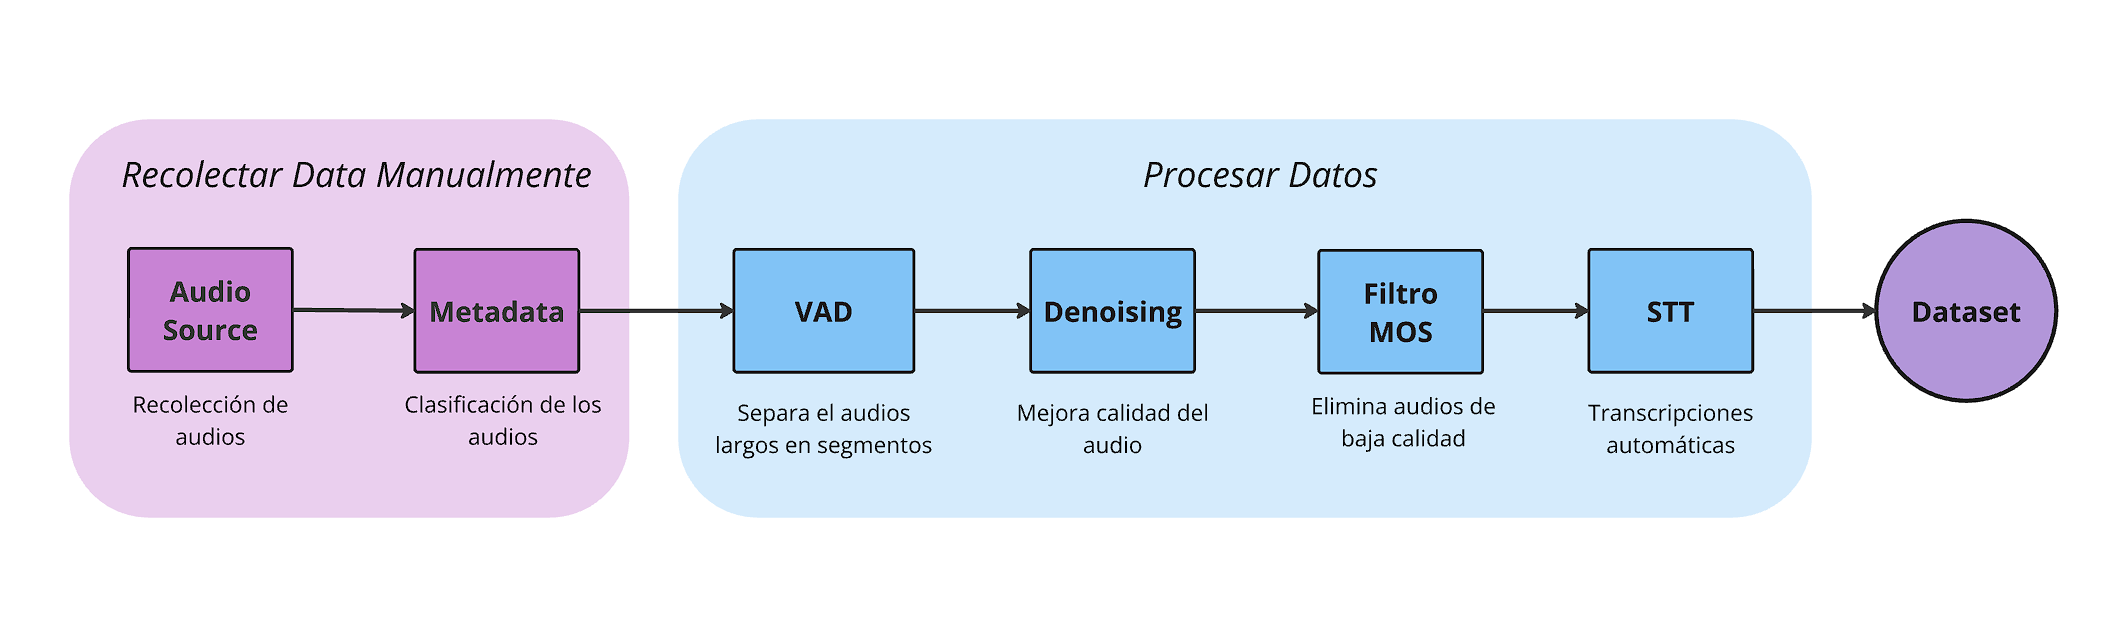 Recolectar Data Manualmente
Audio
Source
Recolección de
audios
Metadata
Clasificación de los
audios
Procesar Datos
VAD
Separa el audios
largos en segmentos
Denoising
Mejora calidad del
audio
Filtro
MOS
Elimina audios de
baja calidad
STT
Transcripciones
automáticas
Dataset